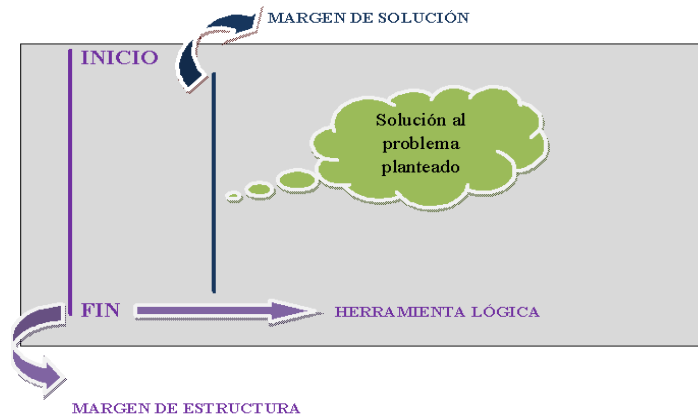 MARGEN DE SOLUCIÓN
INICIO
Solución al
problema
planteado
FIN
HERRAMIENTA LÓGICA
MARGEN DE ESTRUCTURA